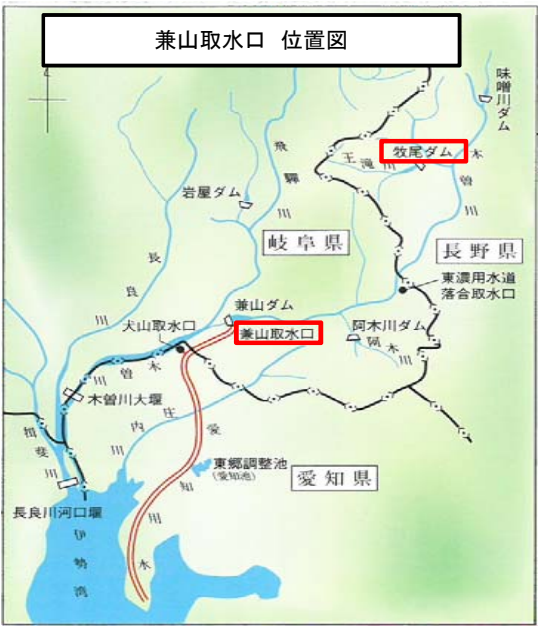 兼山取水口 位置図
味噌川ダム
牧尾ダム
王滝川
木曽川
飛騨川
岩屋ダム
岐阜県
長野県
長良川
東濃用水道
落合取水口
兼山ダム
犬山取水口
兼山取水口
阿木川ダム
阿木川
木曽川
木曽川大堰
庄内川
揖斐川
愛知用水
東郷調整池
(愛知池)
愛知県
長良川河口堰
伊勢湾
4